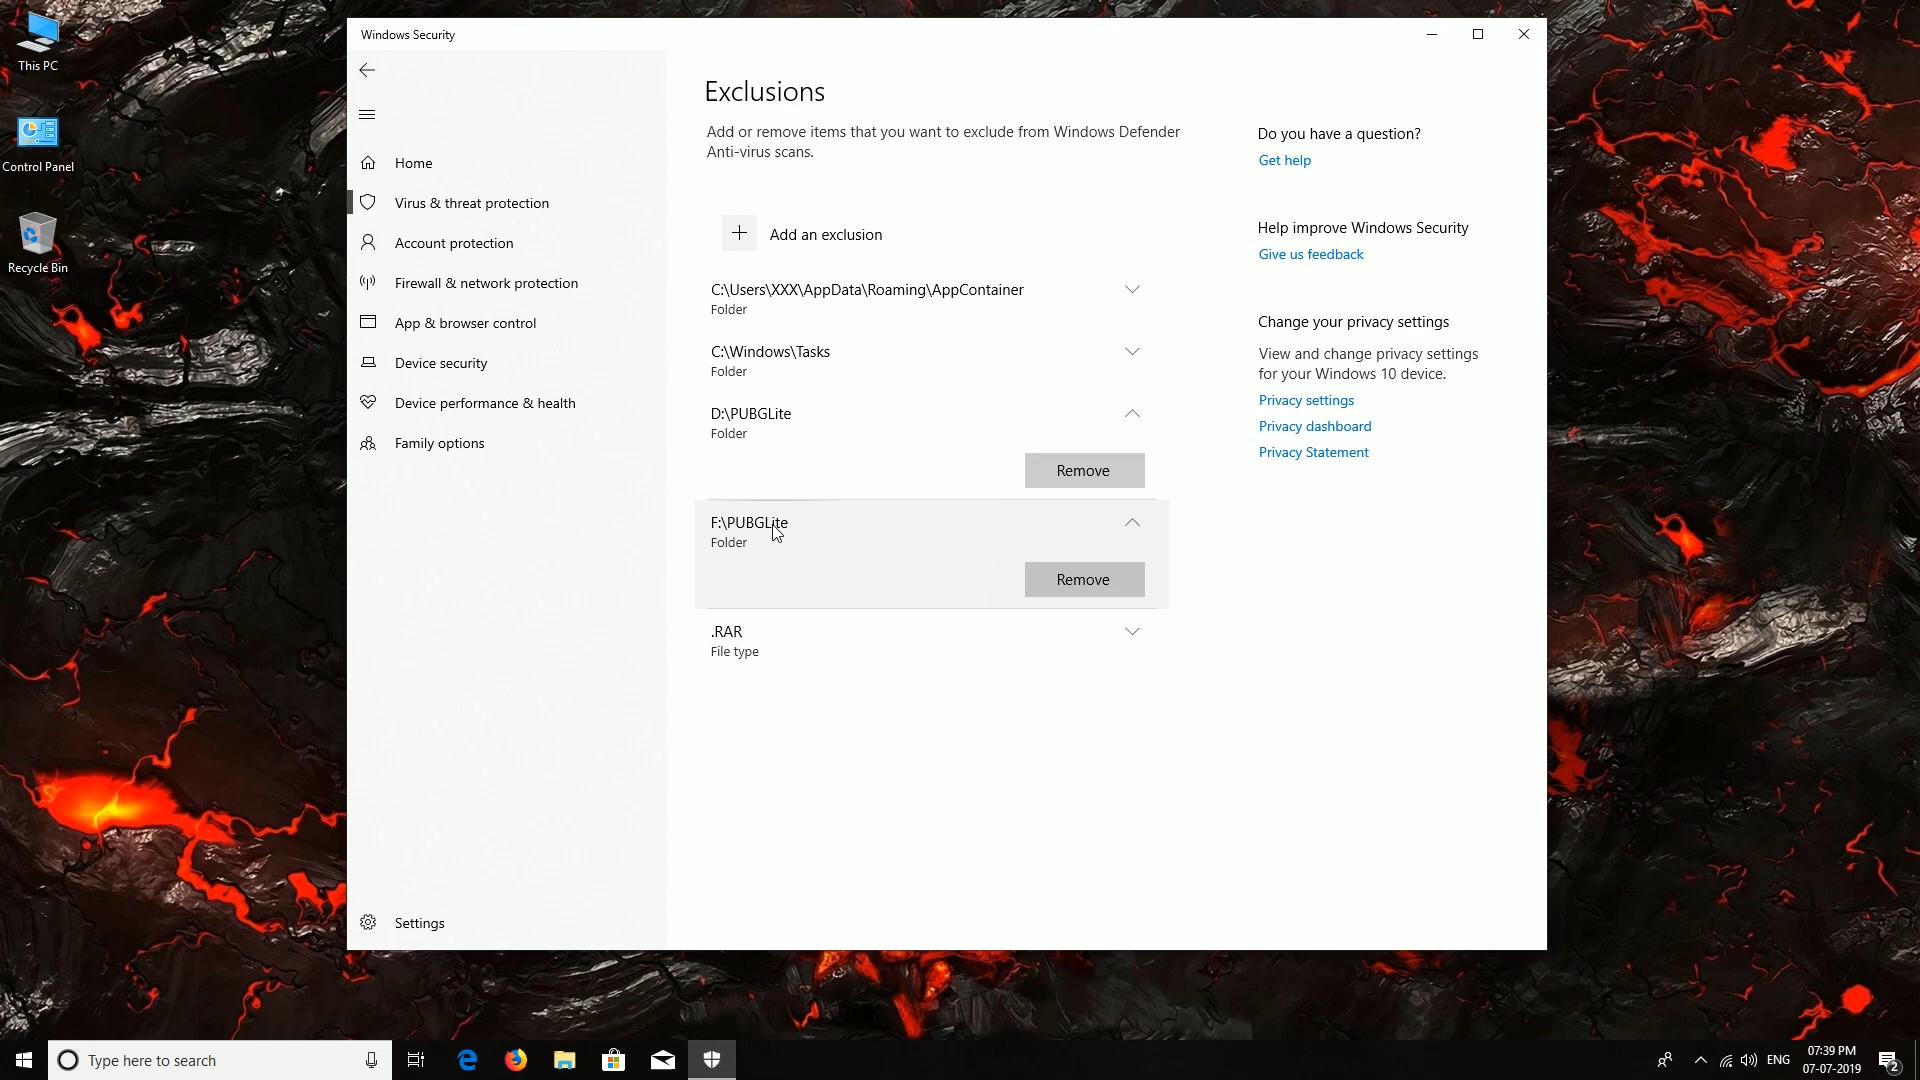 This PC
Control Panel
Recycle Bin
Windows Security
Home
Virus & threat protection
Account protection
Firewall & network protection
App & browser control
Device security
Device performance & health
Family options
Settings
Exclusions
Add or remove items that you want to exclude from Windows Defender
Anti-virus scans.
Add an exclusion
C:\Users\XXX\AppData\Roaming\AppContainer
Folder
C:\Windows\Tasks
Folder
D:\PUBGLite
Folder
Remove
F:\PUBGLite
Folder
Remove
.RAR
File type
Do you have a question?
Get help
Help improve Windows Security
Give us feedback
Change your privacy settings
View and change privacy settings
for your Windows 10 device.
Privacy settings
Privacy dashboard
Privacy Statement
Type here to search
ENG
07:39 PM
07-07-2019
2